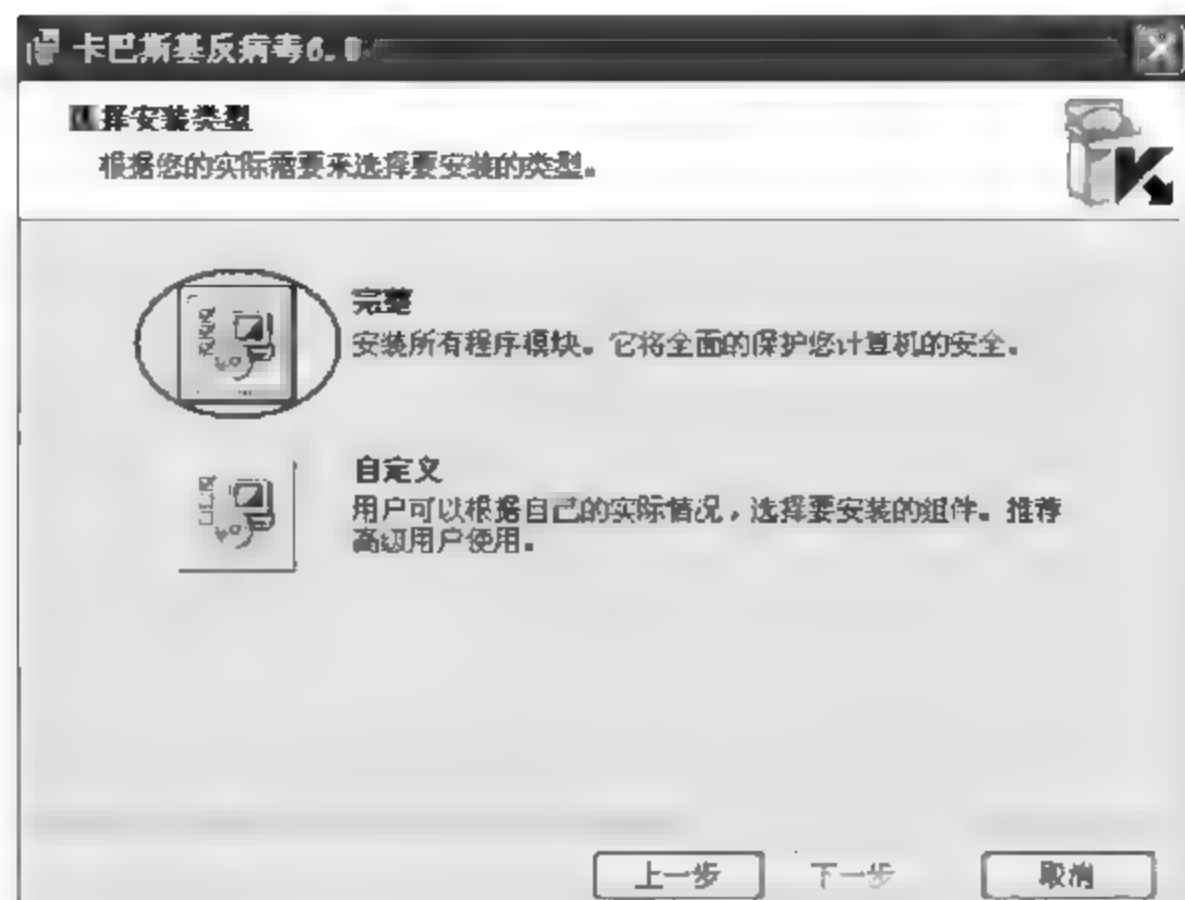 卡巴斯基反病毒6.0
选择安装类型
根据您的实际需要来选择要安装的类型。
完整
安装所有程序模块。它将全面的保护您计算机的安全。
自定义
用户可以根据自己的实际情况，选择要安装的组件。推荐
高级用户使用。
上一步 下一步 取消